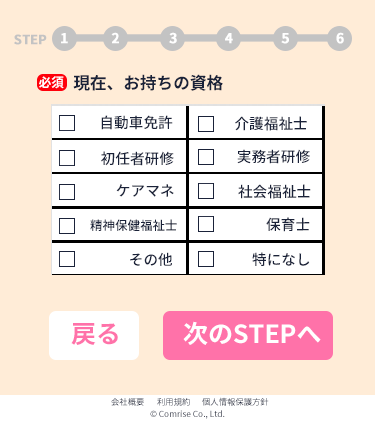 STEP 1 2 3 4 5 6
必須 現在、お持ちの資格
自動車免許 介護福祉士
初任者研修 実務者研修
ケアマネ 社会福祉士
精神保健福祉士 保育士
その他 特になし
戻る 次のSTEPへ
会社概要 利用規約 個人情報保護方針
© Comrise Co., Ltd.